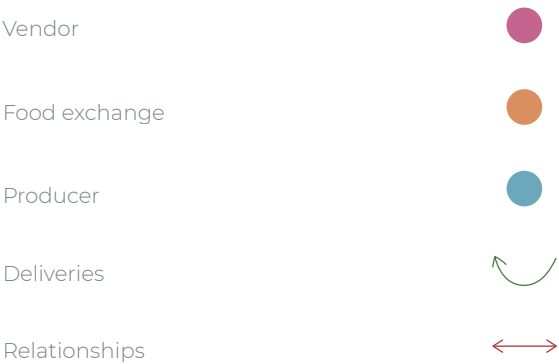 Vendor
Food exchange
Producer
Deliveries
Relationships